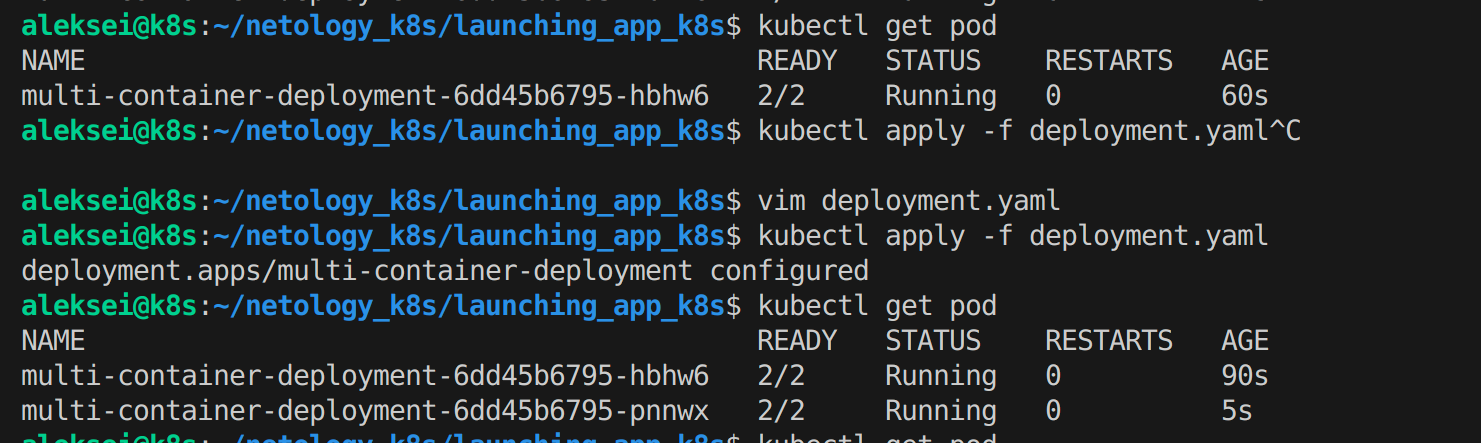 aleksei@k8s:~/netology_k8s/launching_app_k8s$ kubectl get pod
NAME                                          READY   STATUS    RESTARTS   AGE
multi-container-deployment-6dd45b6795-hbhw6   2/2     Running   0          60s
aleksei@k8s:~/netology_k8s/launching_app_k8s$ kubectl apply -f deployment.yaml^C
aleksei@k8s:~/netology_k8s/launching_app_k8s$ vim deployment.yaml
aleksei@k8s:~/netology_k8s/launching_app_k8s$ kubectl apply -f deployment.yaml
deployment.apps/multi-container-deployment configured
aleksei@k8s:~/netology_k8s/launching_app_k8s$ kubectl get pod
NAME                                          READY   STATUS    RESTARTS   AGE
multi-container-deployment-6dd45b6795-hbhw6   2/2     Running   0          90s
multi-container-deployment-6dd45b6795-pnnwx   2/2     Running   0          5s